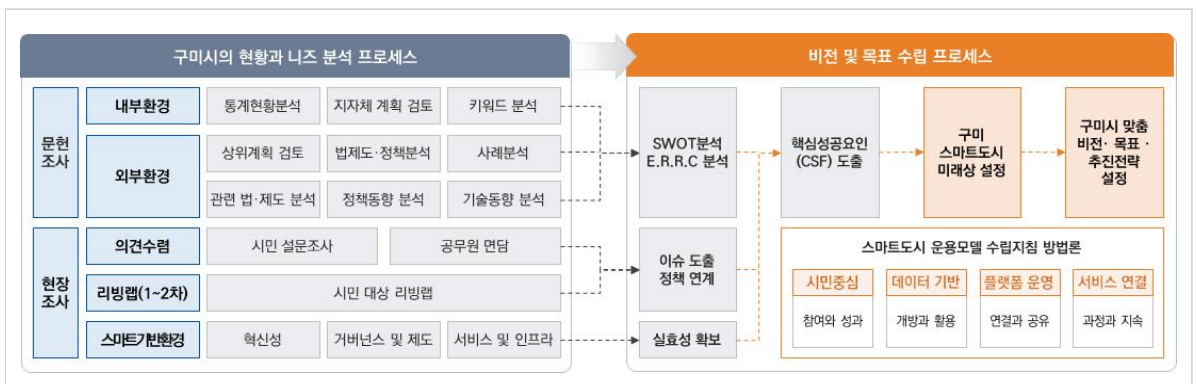 구미시의 현황과 니즈 분석 프로세스
비전 및 목표 수립 프로세스
문헌
조사
내부환경
통계현황분석
지자체 계획 검토
키워드 분석
외부환경
상위계획 검토
법제도·정책분석
사례분석
관련 법·제도 분석
정책동향 분석
기술동향 분석
현장
조사
의견수렴
시민 설문조사
공무원 면담
리빙랩(1~2차)
시민 대상 리빙랩
스마트기반환경
혁신성
거버넌스 및 제도
서비스 및 인프라
SWOT분석
E.R.R.C 분석
이슈 도출
정책 연계
실효성 확보
핵심성공요인
(CSF) 도출
구미
스마트도시
미래상 설정
구미시 맞춤
비전· 목표 ·
추진전략
설정
스마트도시 운용모델 수립지침 방법론
시민중심
데이터 기반
플랫폼 운영
서비스 연결
참여와 성과
개방과 활용
연결과 공유
과정과 지속